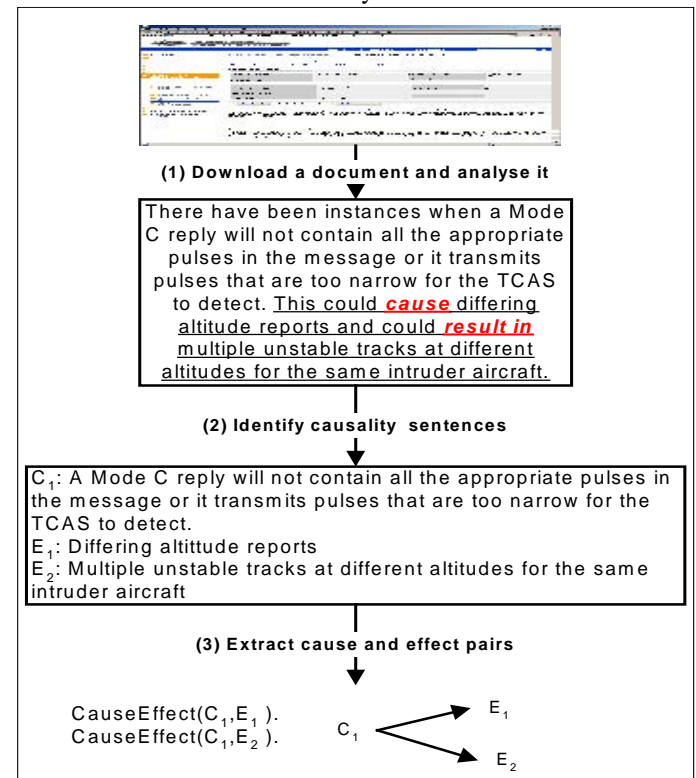 (1) Download a document and analyse it
There have been instances when a Mode
C reply will not contain all the appropriate
pulses in the message or it transmits
pulses that are too narrow for the TCAS
to detect. This could cause differing
altitude reports and could result in
multiple unstable tracks at different
altitudes for the same intruder aircraft.
(2) Identify causality sentences
C₁: A Mode C reply will not contain all the appropriate pulses in
the message or it transmits pulses that are too narrow for the
TCAS to detect.
E₁: Differing altittude reports
E₂: Multiple unstable tracks at different altitudes for the same
intruder aircraft
(3) Extract cause and effect pairs
CauseEffect(C₁,E₁ ).
CauseEffect(C₁,E₂ ).
C₁
E₁
E₂